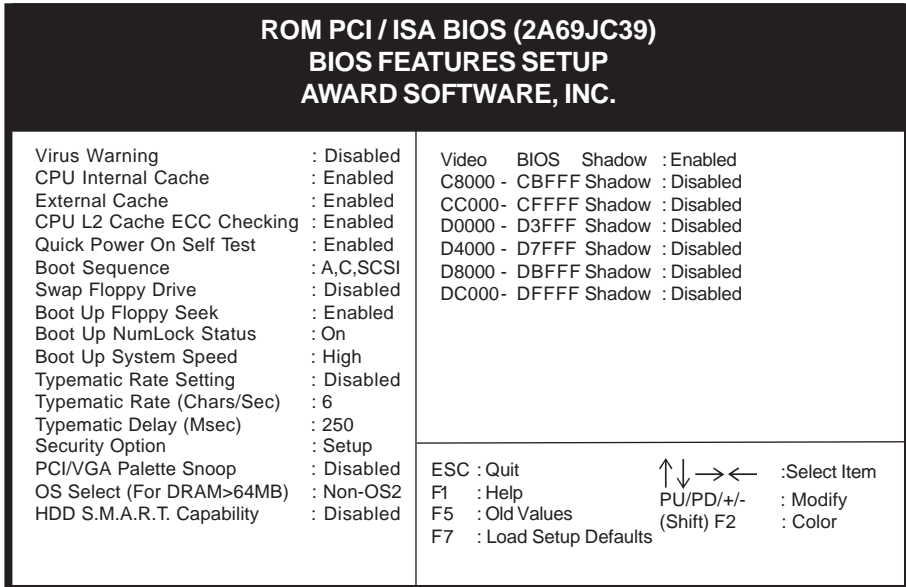 ROM PCI / ISA BIOS (2A69JC39)
BIOS FEATURES SETUP
AWARD SOFTWARE, INC.
Virus Warning : Disabled
CPU Internal Cache : Enabled
External Cache : Enabled
CPU L2 Cache ECC Checking : Enabled
Quick Power On Self Test : Enabled
Boot Sequence : A,C,SCSI
Swap Floppy Drive : Disabled
Boot Up Floppy Seek : Enabled
Boot Up NumLock Status : On
Boot Up System Speed : High
Typematic Rate Setting : Disabled
Typematic Rate (Chars/Sec) : 6
Typematic Delay (Msec) : 250
Security Option : Setup
PCI/VGA Palette Snoop : Disabled
OS Select (For DRAM>64MB) : Non-OS2
HDD S.M.A.R.T. Capability : Disabled
Video BIOS Shadow : Enabled
C8000 - CBFFF Shadow : Disabled
CC000- CFFFF Shadow : Disabled
D0000 - D3FFF Shadow : Disabled
D4000 - D7FFF Shadow : Disabled
D8000 - DBFFF Shadow : Disabled
DC000- DFFFF Shadow : Disabled
ESC : Quit ↑↓→← :Select Item
F1 : Help PU/PD/+/- : Modify
F5 : Old Values (Shift) F2 : Color
F7 : Load Setup Defaults